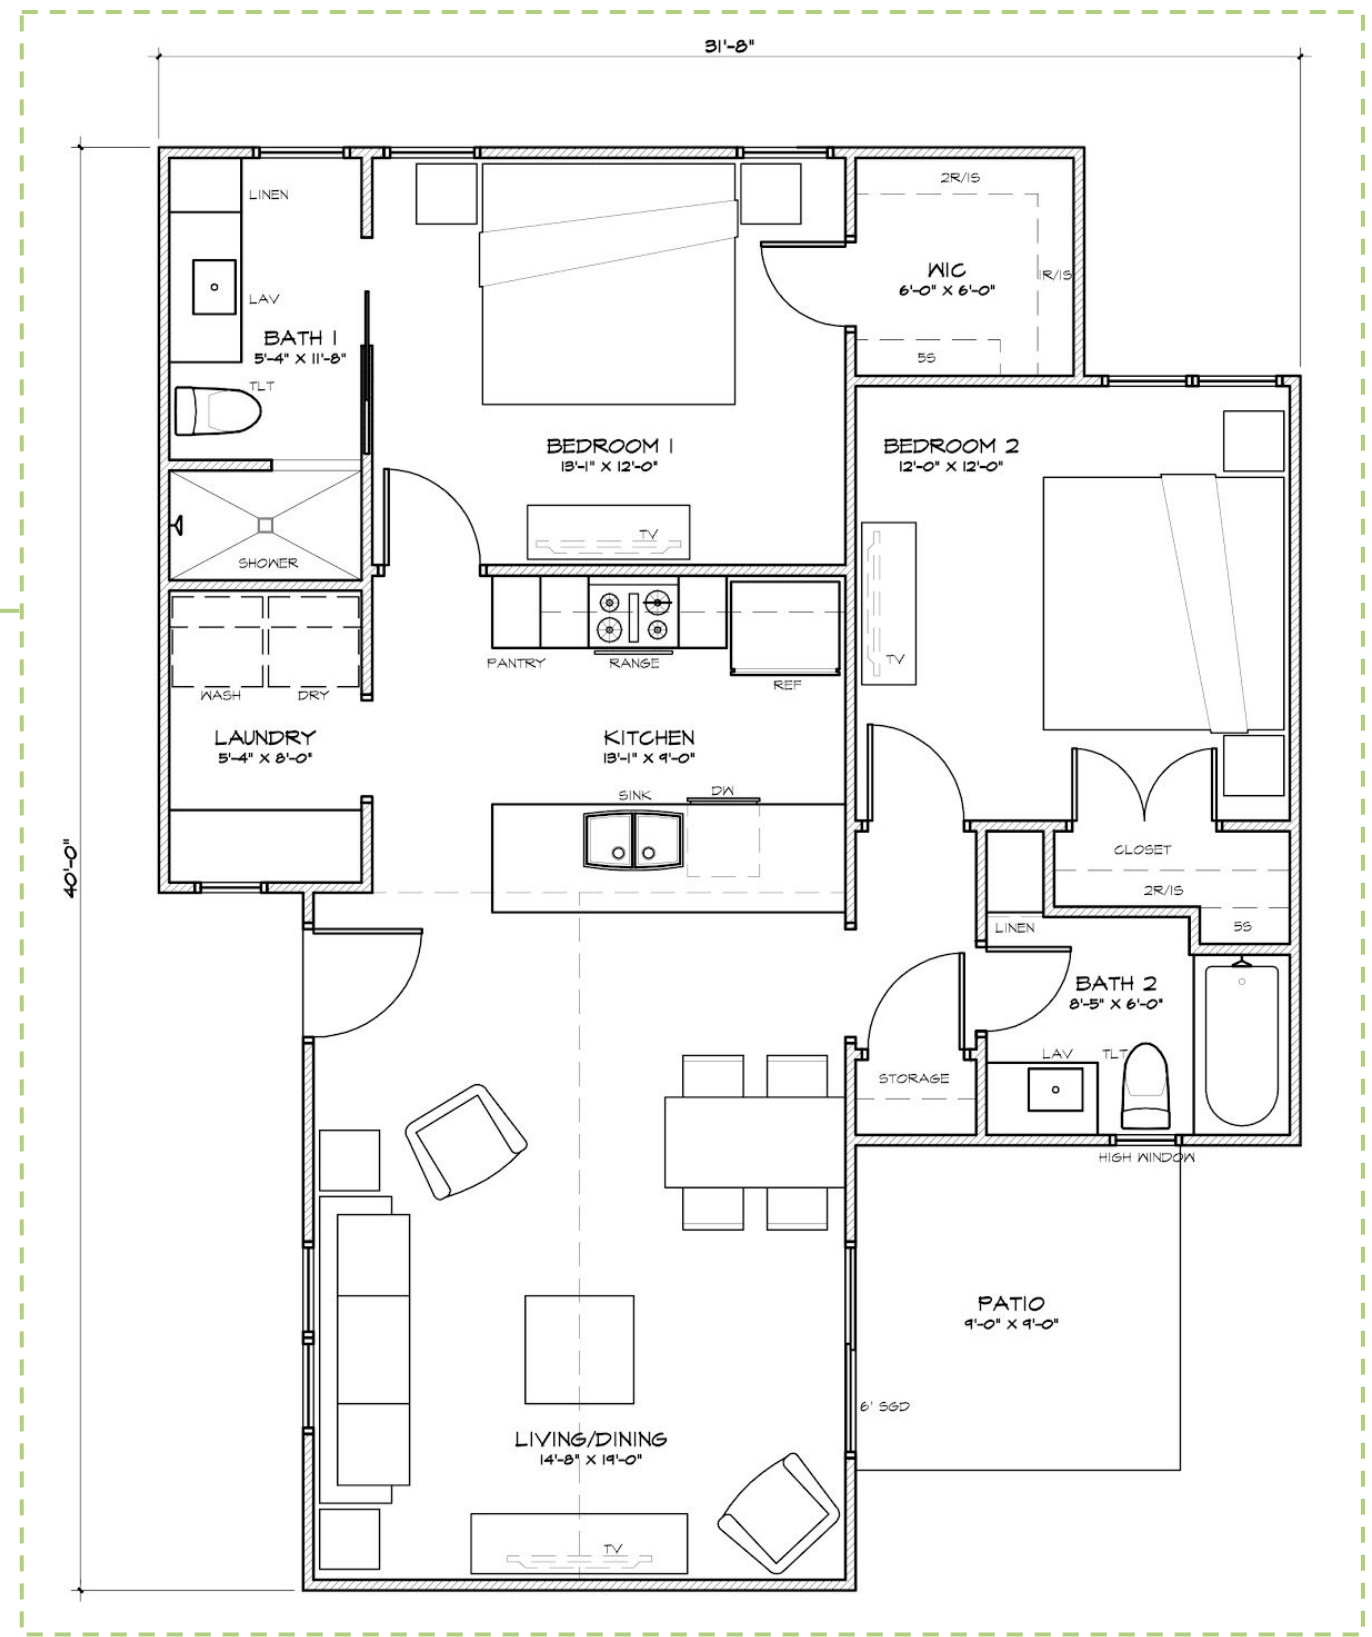 31'-8"
40'-0"
LINEN
LAV
BATH 1
5'-4" X 11'-8"
TLT
SHOWER
2R/1S
1R/1S
WIC
6'-0" X 6'-0"
5S
BEDROOM 1
13'-1" X 12'-0"
TV
BEDROOM 2
12'-0" X 12'-0"
TV
PANTRY
RANGE
REF
WASH
DRY
LAUNDRY
5'-4" X 8'-0"
KITCHEN
13'-1" X 9'-0"
SINK
DW
CLOSET
2R/1S
5S
LINEN
BATH 2
8'-5" X 6'-0"
LAV
TLT
STORAGE
HIGH WINDOW
PATIO
9'-0" X 9'-0"
6' SGD
LIVING/DINING
14'-8" X 19'-0"
TV